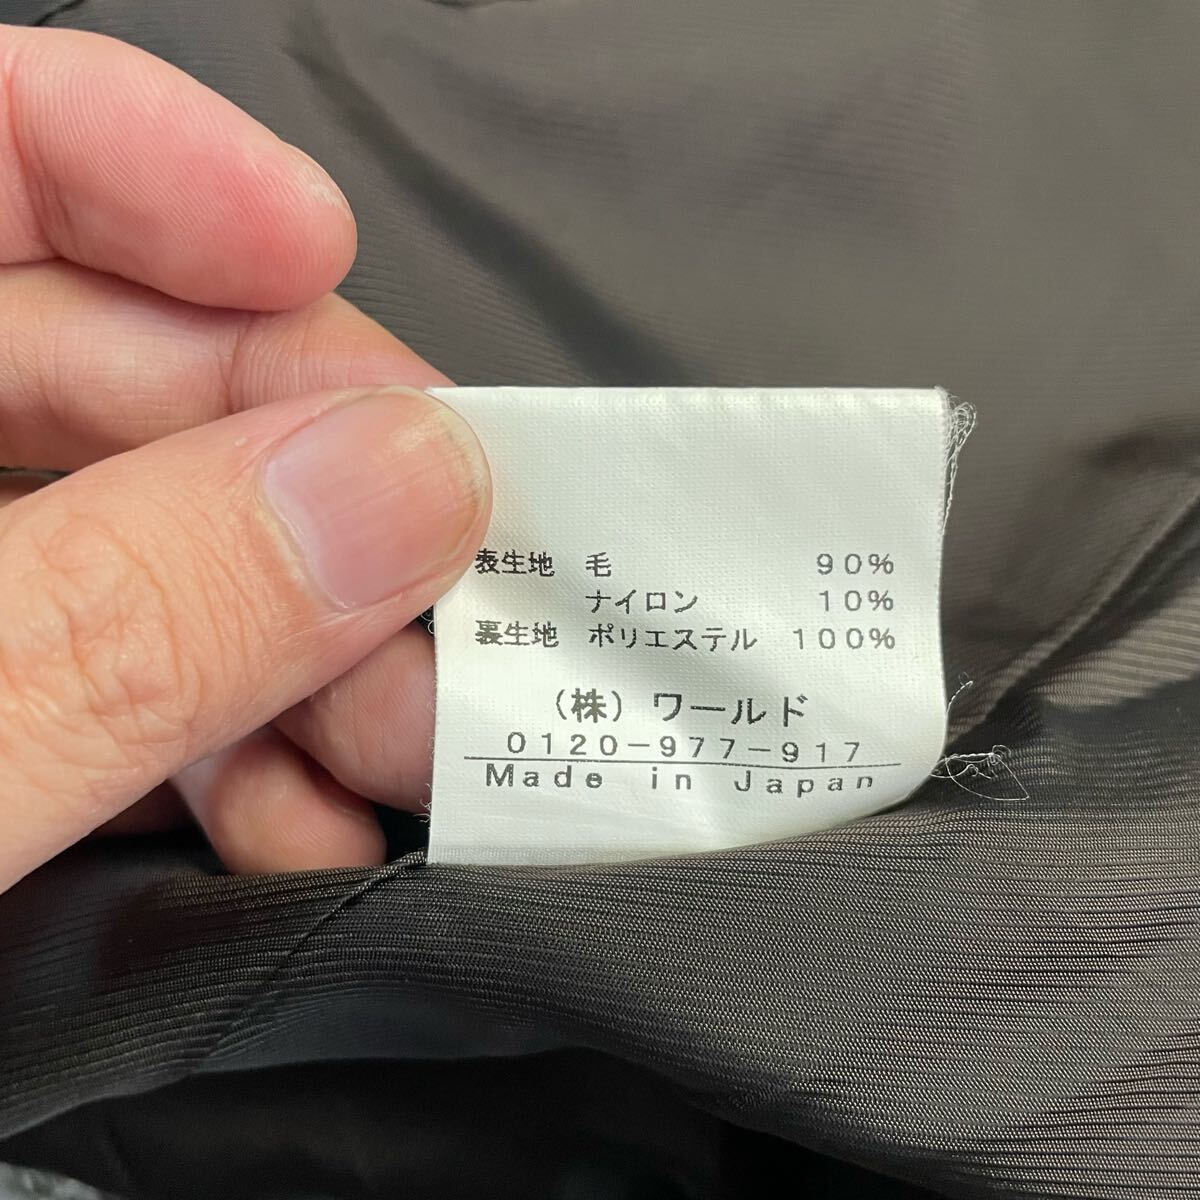 表生地 毛 90%
ナイロン 10%
裏生地 ポリエステル 100%
(株) ワールド
0120-977-917
Made in Japan